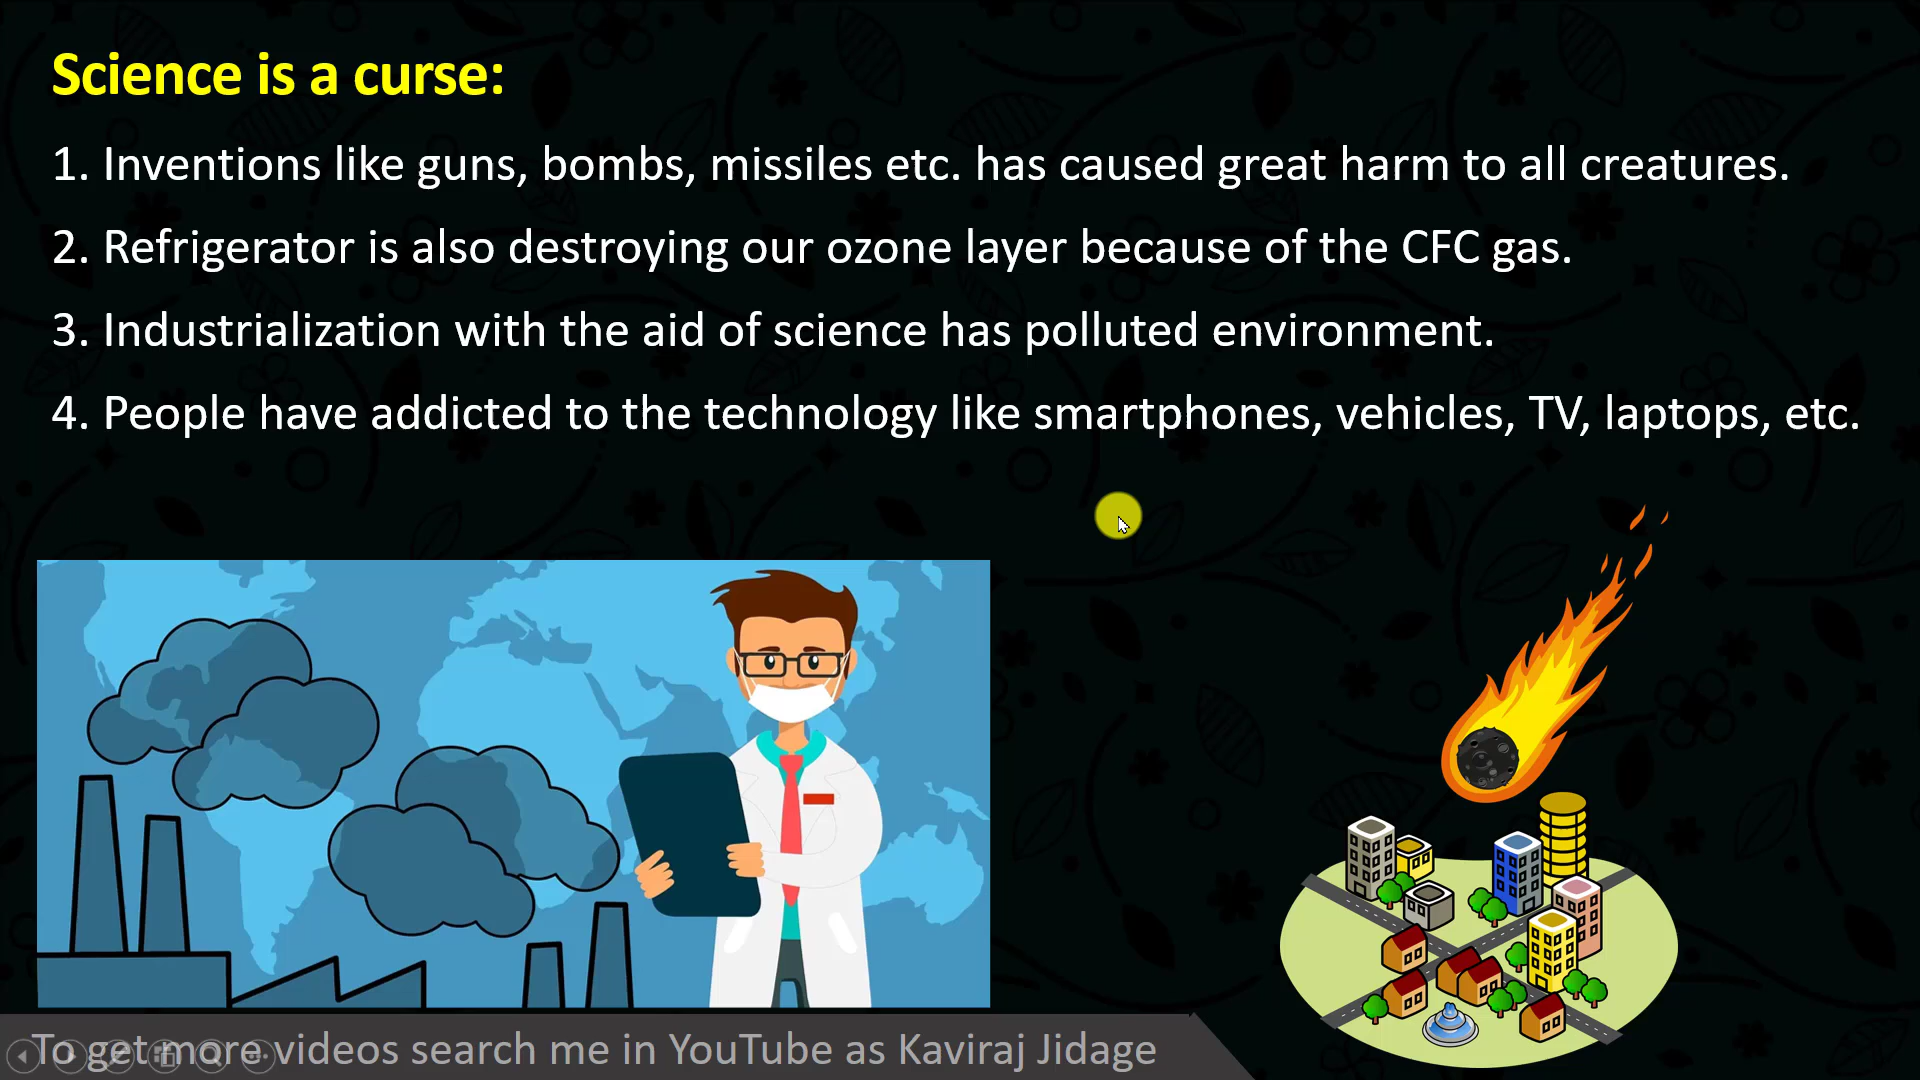 Science is a curse:
1. Inventions like guns, bombs, missiles etc. has caused great harm to all creatures.
2. Refrigerator is also destroying our ozone layer because of the CFC gas.
3. Industrialization with the aid of science has polluted environment.
4. People have addicted to the technology like smartphones, vehicles, TV, laptops, etc.
To get more videos search me in YouTube as Kaviraj Jidage